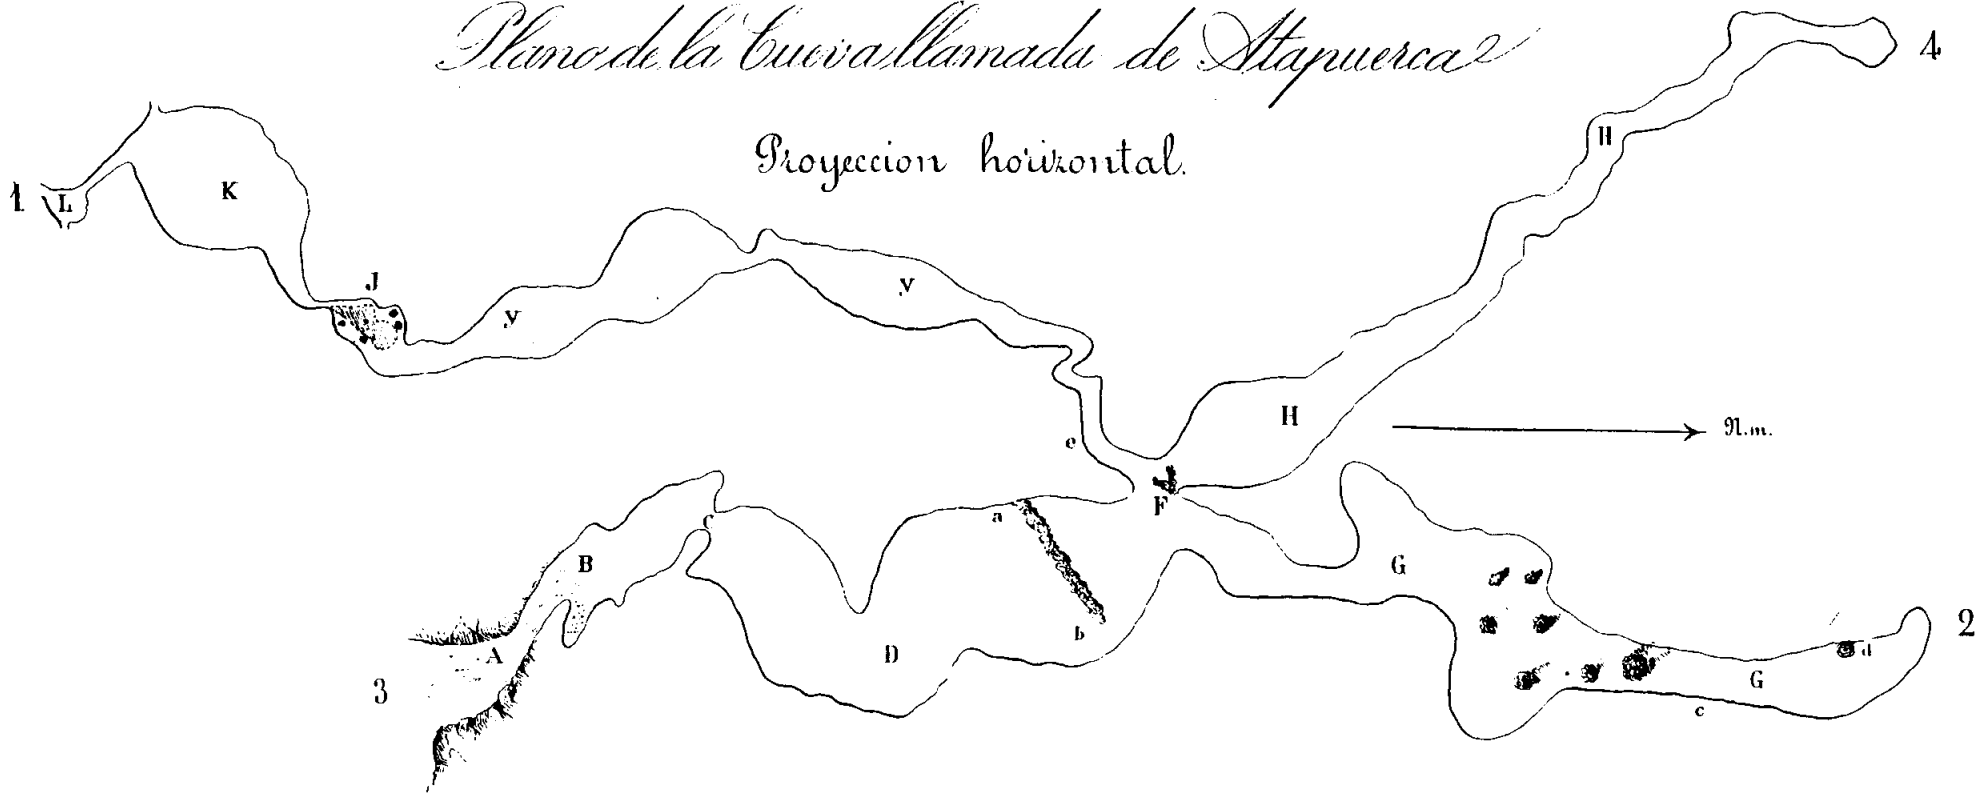 Plano de la Cueva llamada de Atapuerca
Proyeccion horizontal.
4
H
1
L
K
J
y
V
H
N.m.
e
F
a
C
B
G
b
2
A
D
d
G
3
c